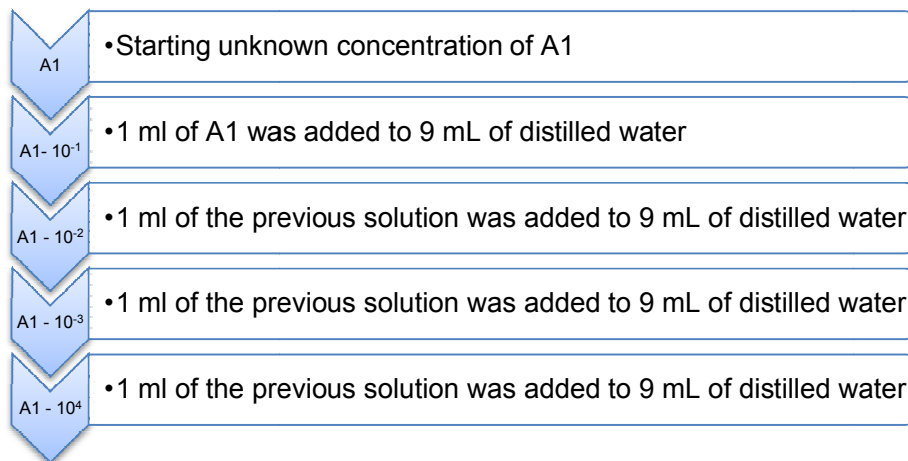 A1
•Starting unknown concentration of A1
A1- 10⁻¹
•1 ml of A1 was added to 9 mL of distilled water
A1 - 10⁻²
•1 ml of the previous solution was added to 9 mL of distilled water
A1 - 10⁻³
•1 ml of the previous solution was added to 9 mL of distilled water
A1 - 10⁴
•1 ml of the previous solution was added to 9 mL of distilled water